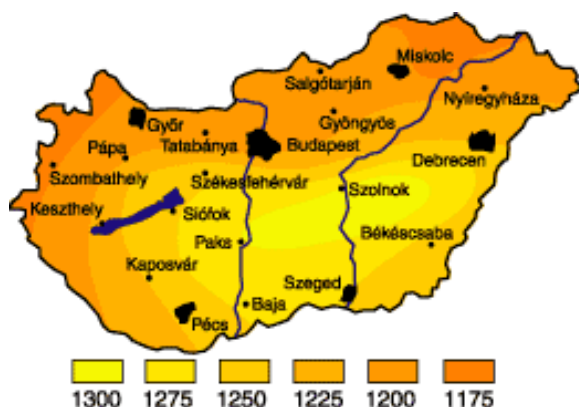 Miskolc
Salgótarján
Nyíregyháza
Győr
Gyöngyös
Tatabánya
Budapest
Pápa
Debrecen
Szombathely
Székesfehérvár
Szolnok
Keszthely
Siófok
Békéscsaba
Paks
Kaposvár
Szeged
Baja
Pécs
1300 1275 1250 1225 1200 1175